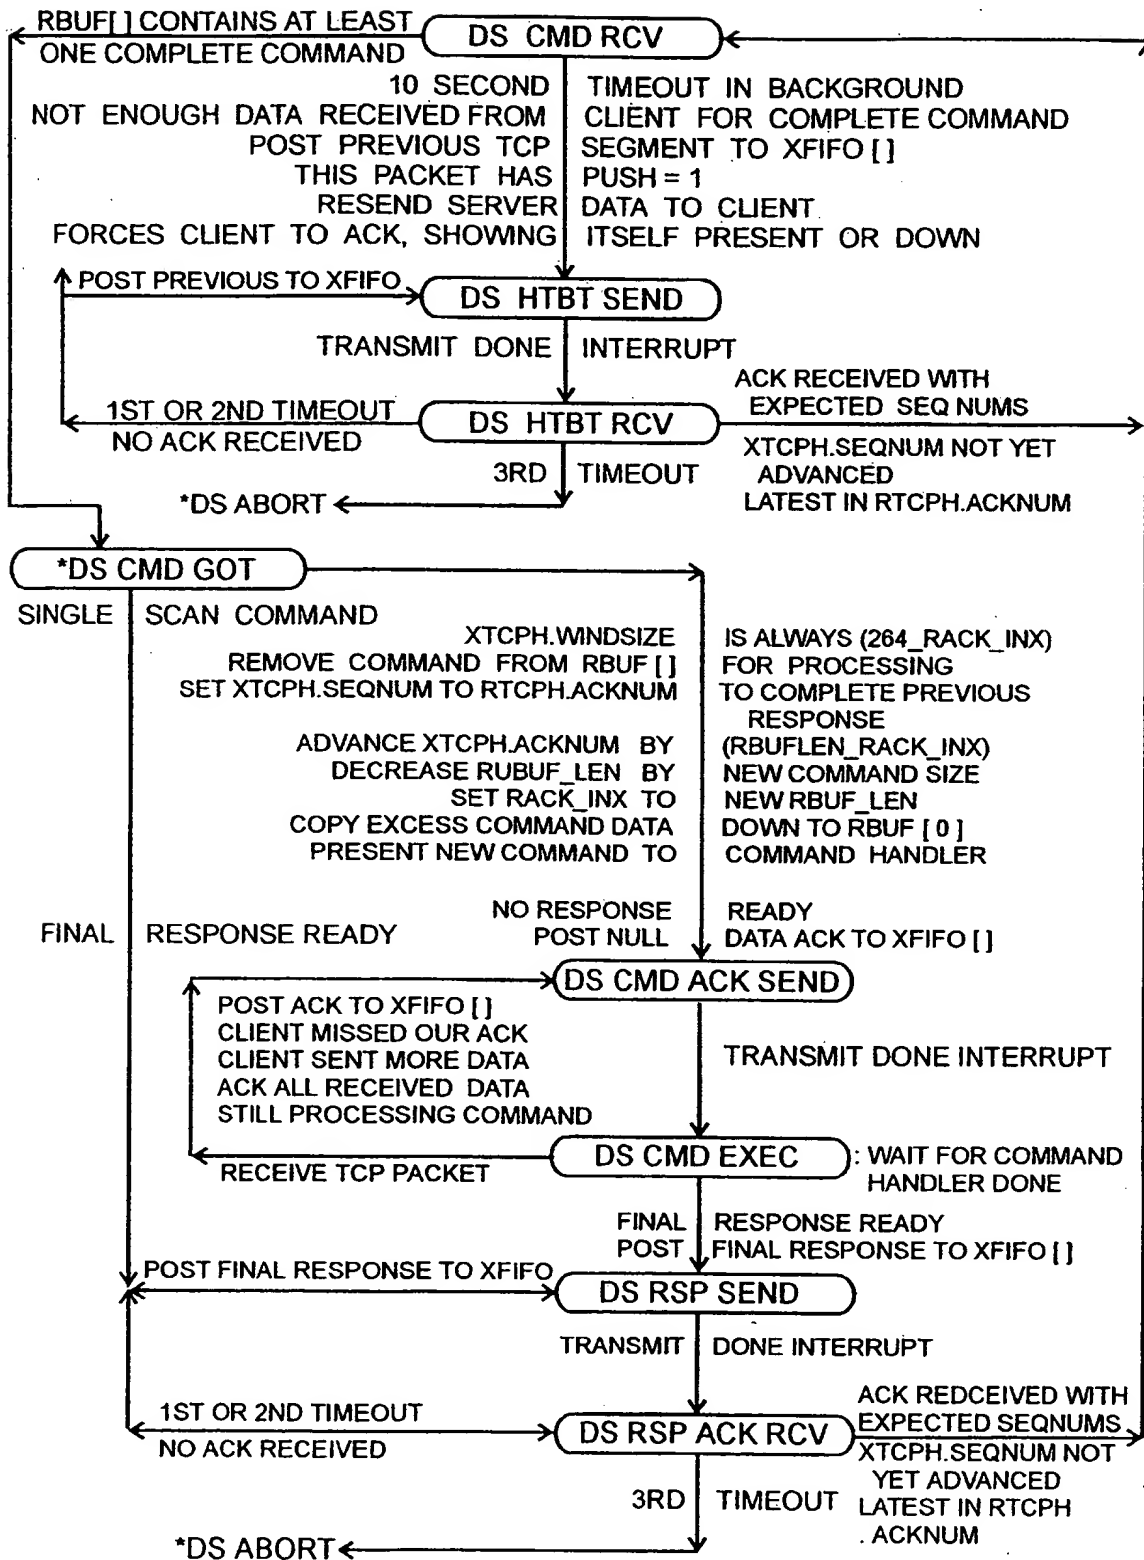 RBUF[ ] CONTAINS AT LEAST
ONE COMPLETE COMMAND
DS CMD RCV
10 SECOND TIMEOUT IN BACKGROUND
NOT ENOUGH DATA RECEIVED FROM CLIENT FOR COMPLETE COMMAND
POST PREVIOUS TCP SEGMENT TO XFIFO [ ]
THIS PACKET HAS PUSH = 1
RESEND SERVER DATA TO CLIENT
FORCES CLIENT TO ACK, SHOWING ITSELF PRESENT OR DOWN
POST PREVIOUS TO XFIFO
DS HTBT SEND
TRANSMIT DONE INTERRUPT
1ST OR 2ND TIMEOUT
NO ACK RECEIVED
DS HTBT RCV
ACK RECEIVED WITH
EXPECTED SEQ NUMS
XTCPH.SEQNUM NOT YET
ADVANCED
LATEST IN RTCPH.ACKNUM
3RD TIMEOUT
*DS ABORT
*DS CMD GOT
SINGLE SCAN COMMAND
XTCPH.WINDSIZE IS ALWAYS (264_RACK_INX)
REMOVE COMMAND FROM RBUF [ ] FOR PROCESSING
SET XTCPH.SEQNUM TO RTCPH.ACKNUM TO COMPLETE PREVIOUS
RESPONSE
ADVANCE XTCPH.ACKNUM BY (RBUFLEN_RACK_INX)
DECREASE RUBUF_LEN BY NEW COMMAND SIZE
SET RACK_INX TO NEW RBUF_LEN
COPY EXCESS COMMAND DATA DOWN TO RBUF [ 0 ]
PRESENT NEW COMMAND TO COMMAND HANDLER
NO RESPONSE READY
POST NULL DATA ACK TO XFIFO [ ]
FINAL RESPONSE READY
DS CMD ACK SEND
POST ACK TO XFIFO [ ]
CLIENT MISSED OUR ACK
CLIENT SENT MORE DATA
ACK ALL RECEIVED DATA
STILL PROCESSING COMMAND
TRANSMIT DONE INTERRUPT
RECEIVE TCP PACKET
DS CMD EXEC
: WAIT FOR COMMAND
HANDLER DONE
FINAL RESPONSE READY
POST FINAL RESPONSE TO XFIFO [ ]
POST FINAL RESPONSE TO XFIFO
DS RSP SEND
TRANSMIT DONE INTERRUPT
1ST OR 2ND TIMEOUT
NO ACK RECEIVED
DS RSP ACK RCV
ACK REDCEIVED WITH
EXPECTED SEQNUMS
XTCPH.SEQNUM NOT
YET ADVANCED
LATEST IN RTCPH
. ACKNUM
3RD TIMEOUT
*DS ABORT